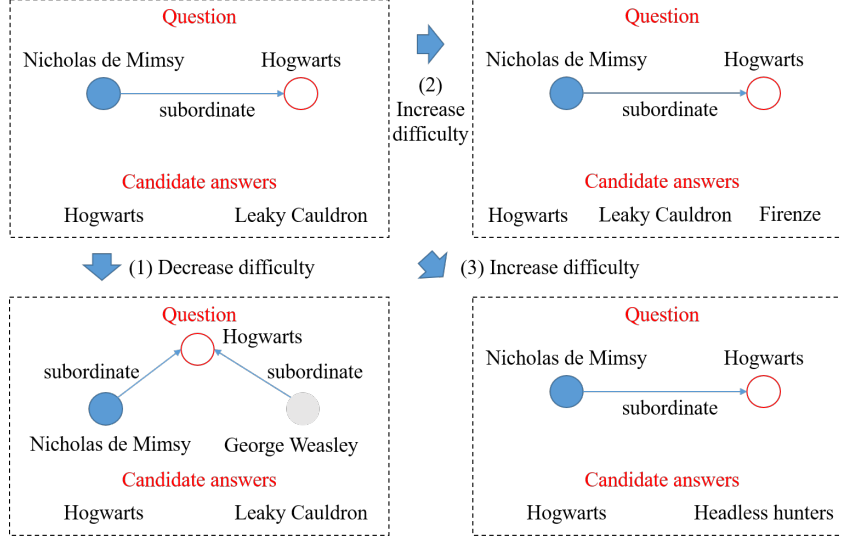 Question
Nicholas de Mimsy
Hogwarts
subordinate
Candidate answers
Hogwarts
Leaky Cauldron
(2)
Increase
difficulty
Question
Nicholas de Mimsy
Hogwarts
subordinate
Candidate answers
Hogwarts
Leaky Cauldron
Firenze
(1) Decrease difficulty
(3) Increase difficulty
Question
Hogwarts
subordinate
subordinate
Nicholas de Mimsy
George Weasley
Candidate answers
Hogwarts
Leaky Cauldron
Question
Nicholas de Mimsy
Hogwarts
subordinate
Candidate answers
Hogwarts
Headless hunters